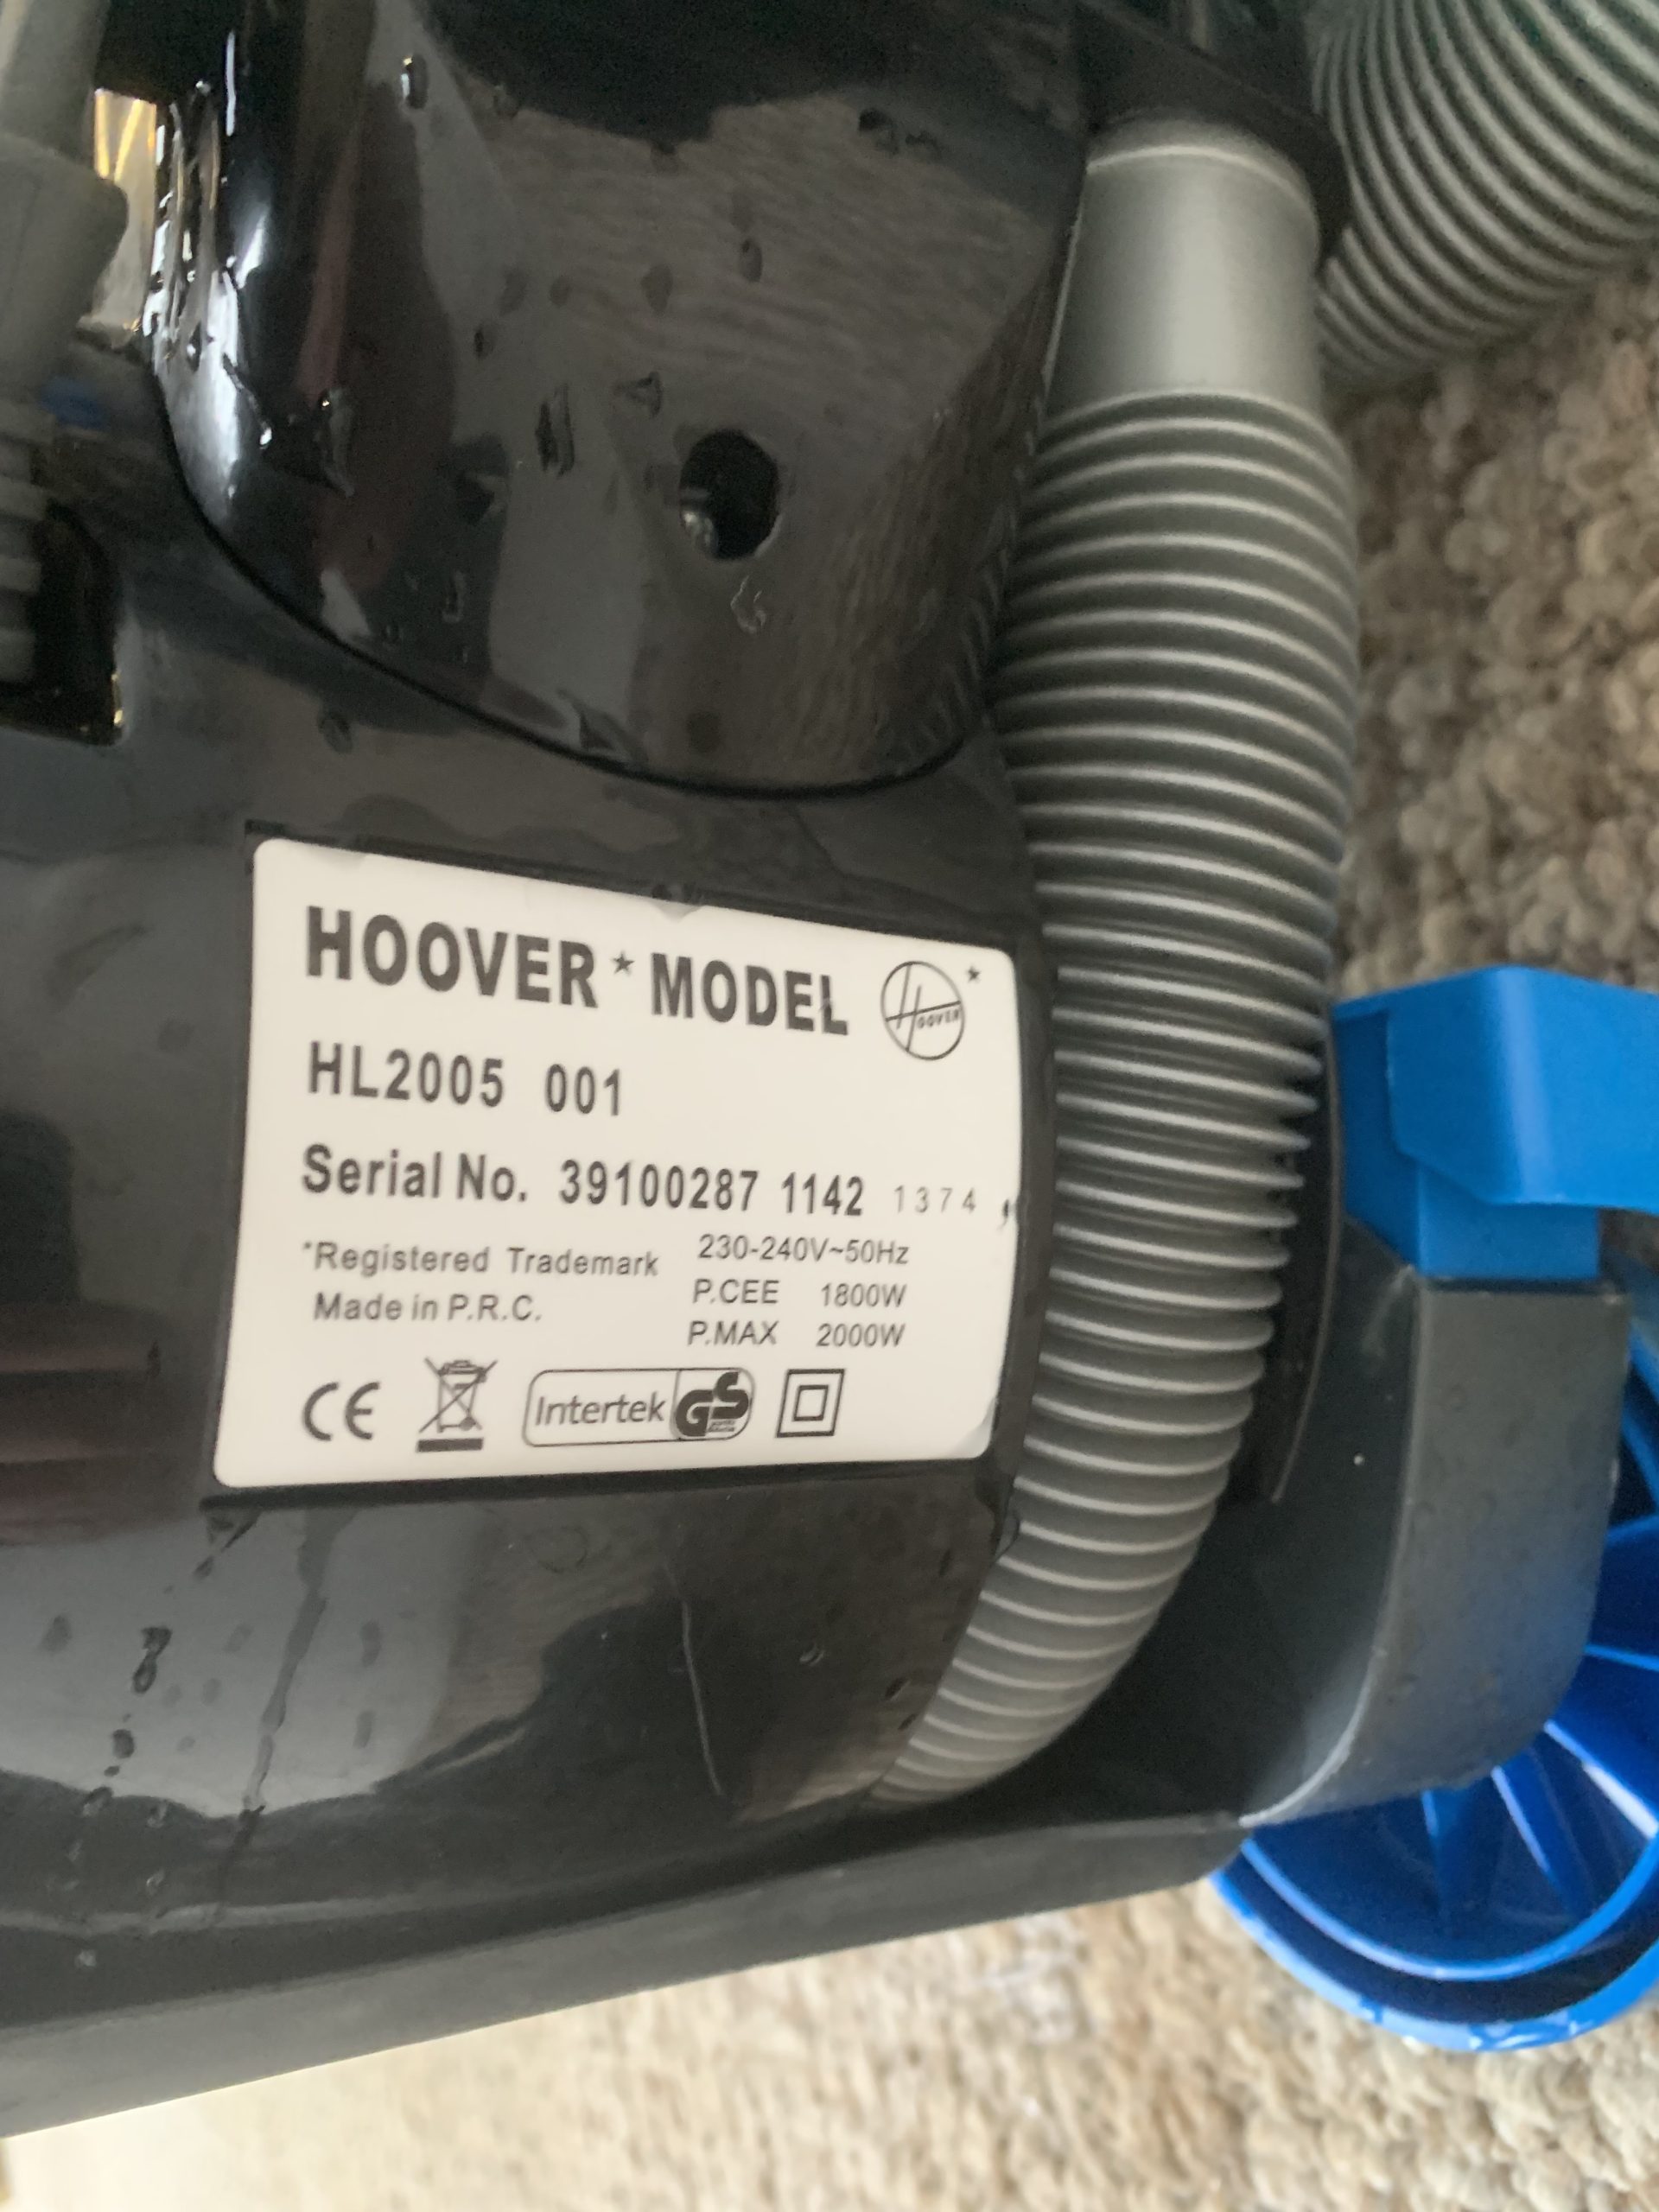 HOOVER * MODEL
HOOVER *
HL2005 001
Serial No. 39100287 1142 1374
*Registered Trademark
Made in P.R.C.
230-240V~50Hz
P.CEE 1800W
P.MAX 2000W
CE
Intertek GS